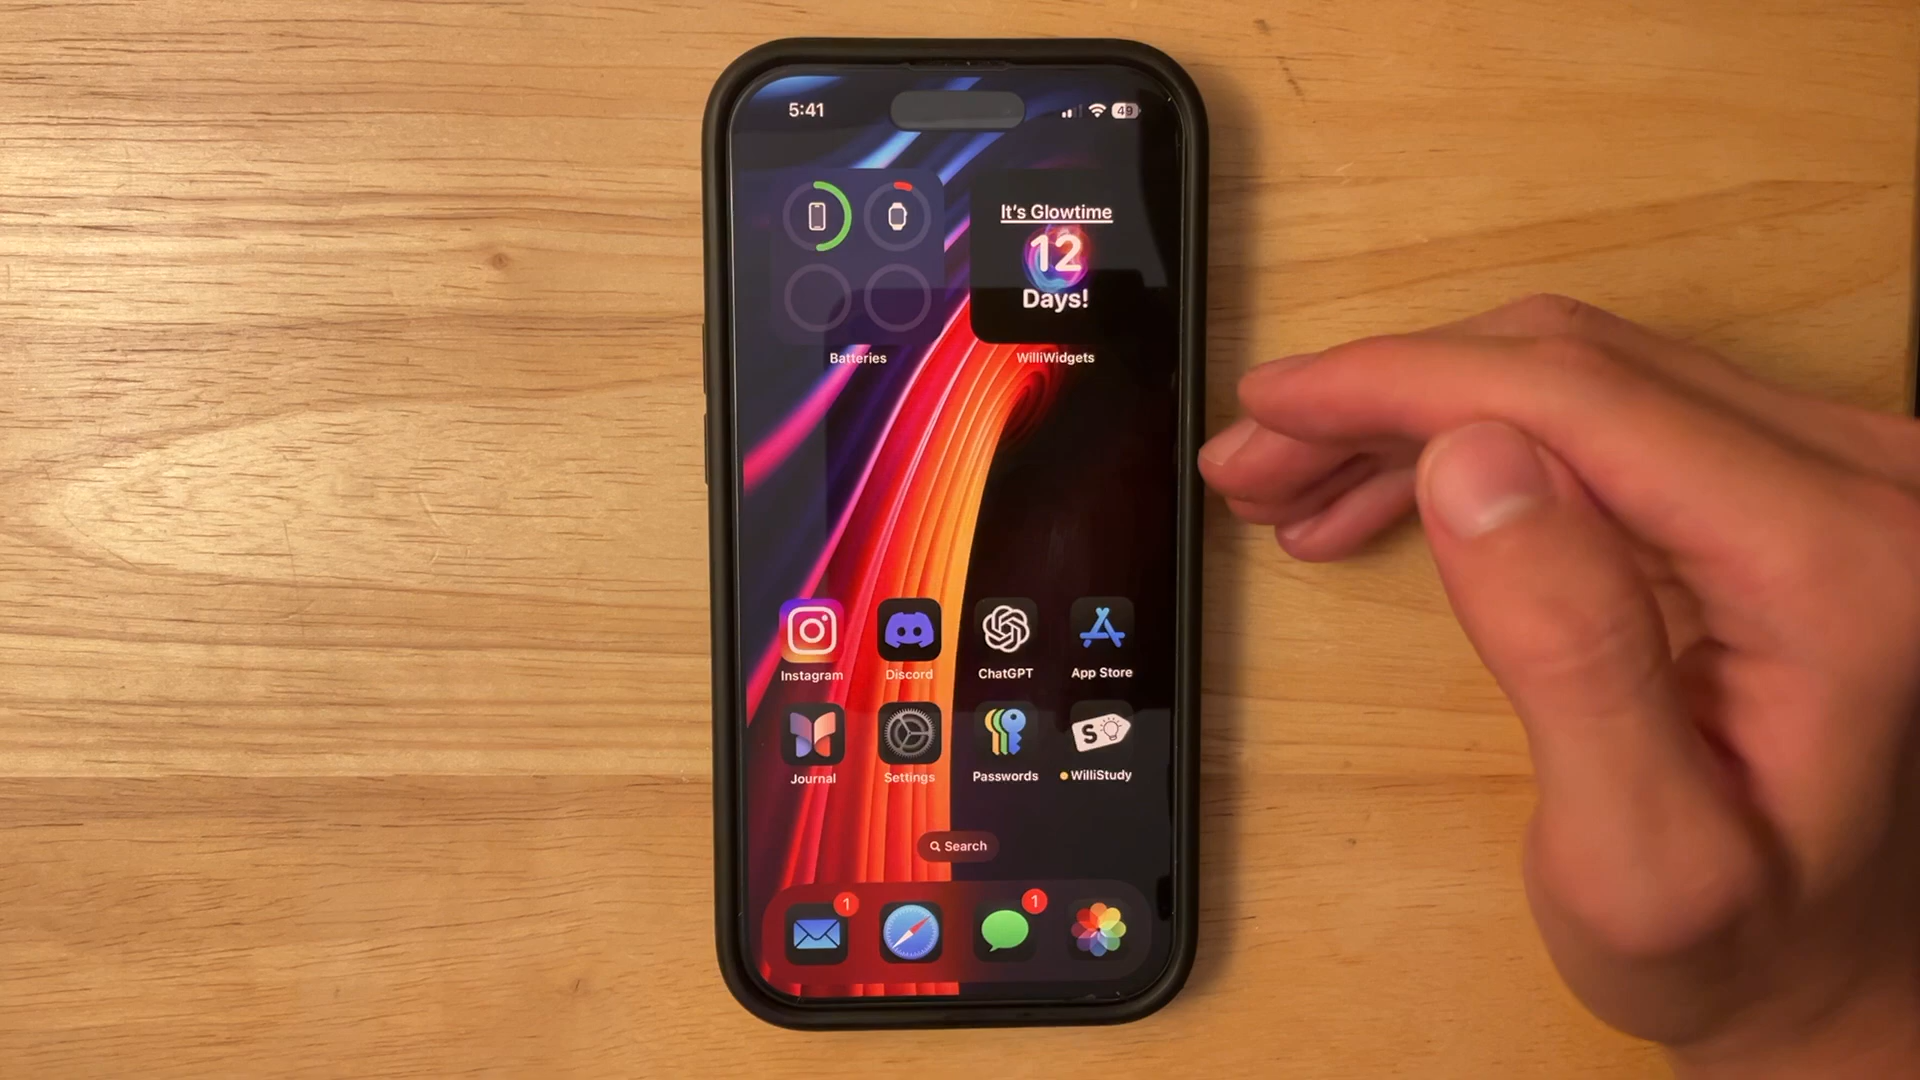 5:41
49
It's Glowtime
12
Days!
Batteries
WilliWidgets
Instagram
Discord
ChatGPT
App Store
Journal
Settings
Passwords
S
WilliStudy
Search
1
1